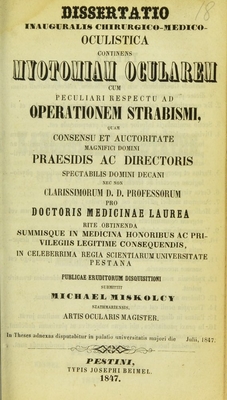 DISSERTATIO
INAUGURALIS CHIRURGICO-MEDICO-
OCULISTICA
CONTINENS
MYOTOMIAM OCULAREM
CUM
PECULIARI RESPECTU AD
OPERATIONEM STRABISMI,
QUAM
CONSENSU ET AUCTORITATE
MAGNIFICI DOMINI
PRAESIDIS AC DIRECTORIS
SPECTABILIS DOMINI DECANI
NEC NON
CLARISSIMORUM D. D. PROFESSORUM
PRO
DOCTORIS MEDICINAE LAUREA
RITE OBTINENDA
SUMMISQUE IN MEDICINA HONORIBUS AC PRI-
VILEGIIS LEGITIME CONSEQUENDIS,
IN CELEBERRIMA REGIA SCIENTIARUM UNIVERSITATE
PESTANA
PUBLICAE ERUDITORUM DISQUISITIONI
SUBMITTIT
MICHAEL MISKOLCY
ARTIS OCULARIS MAGISTER.
In Theses adnexas disputabitur in palatio universitatis majori die Julii, 1847.
PESTINI,
TYPIS JOSEPHI BEIMEL.
1847.